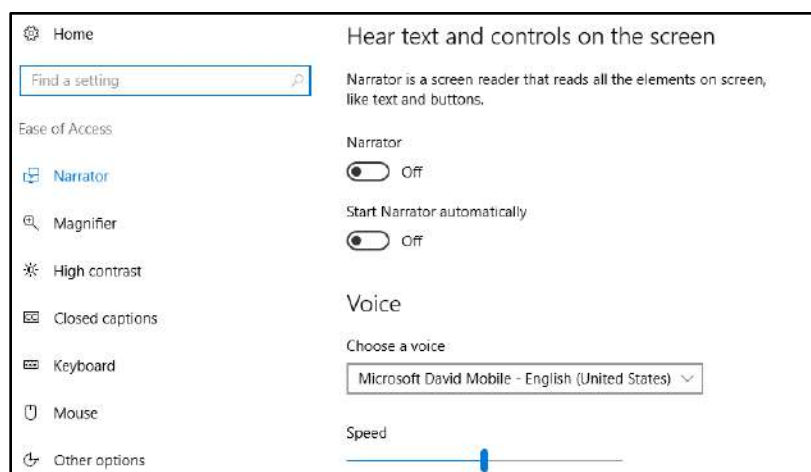 Home
Find a setting
Ease of Access
Narrator
Magnifier
High contrast
Closed captions
Keyboard
Mouse
Other options
Hear text and controls on the screen
Narrator is a screen reader that reads all the elements on screen,
like text and buttons.
Narrator
Off
Start Narrator automatically
Off
Voice
Choose a voice
Microsoft David Mobile - English (United States)
Speed